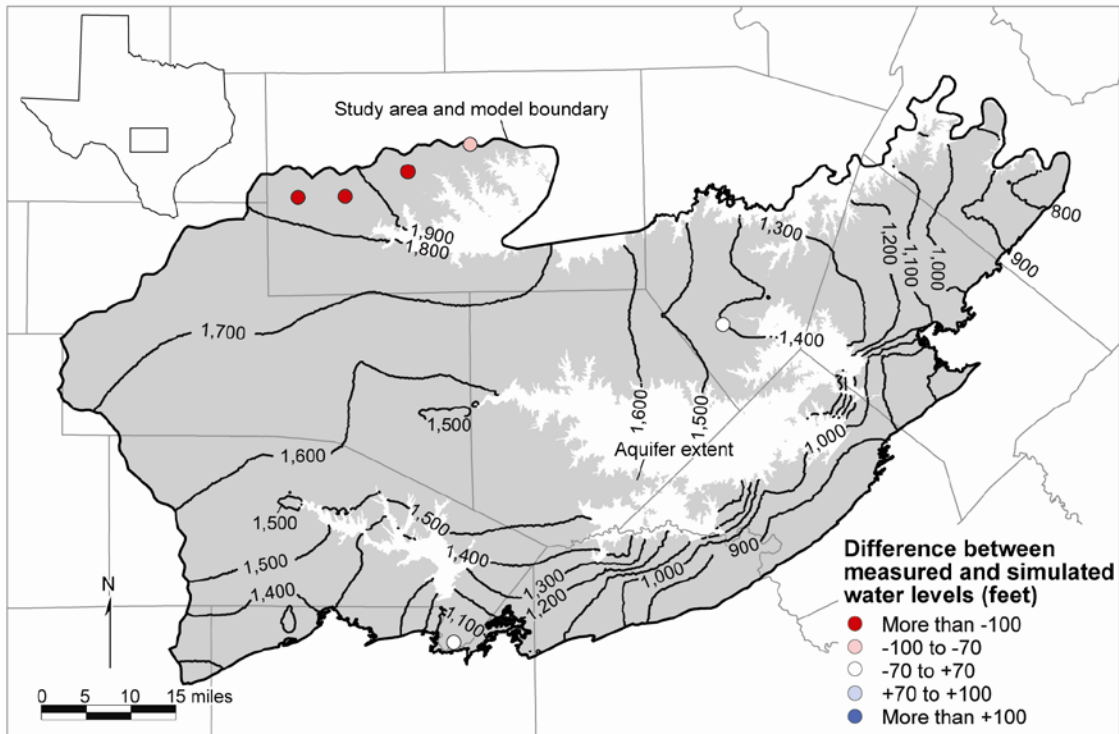 Study area and model boundary
800
1,900
1,800
1,300
1,200
1,100
1,000
900
1,700
1,400
1,500
1,600
1,500
1,000
1,600
Aquifer extent
1,500
1,500
1,500
1,400
900
1,300
1,000
1,400
1,200
1,100
N
0 5 10 15 miles
Difference between
measured and simulated
water levels (feet)
More than -100
-100 to -70
-70 to +70
+70 to +100
More than +100